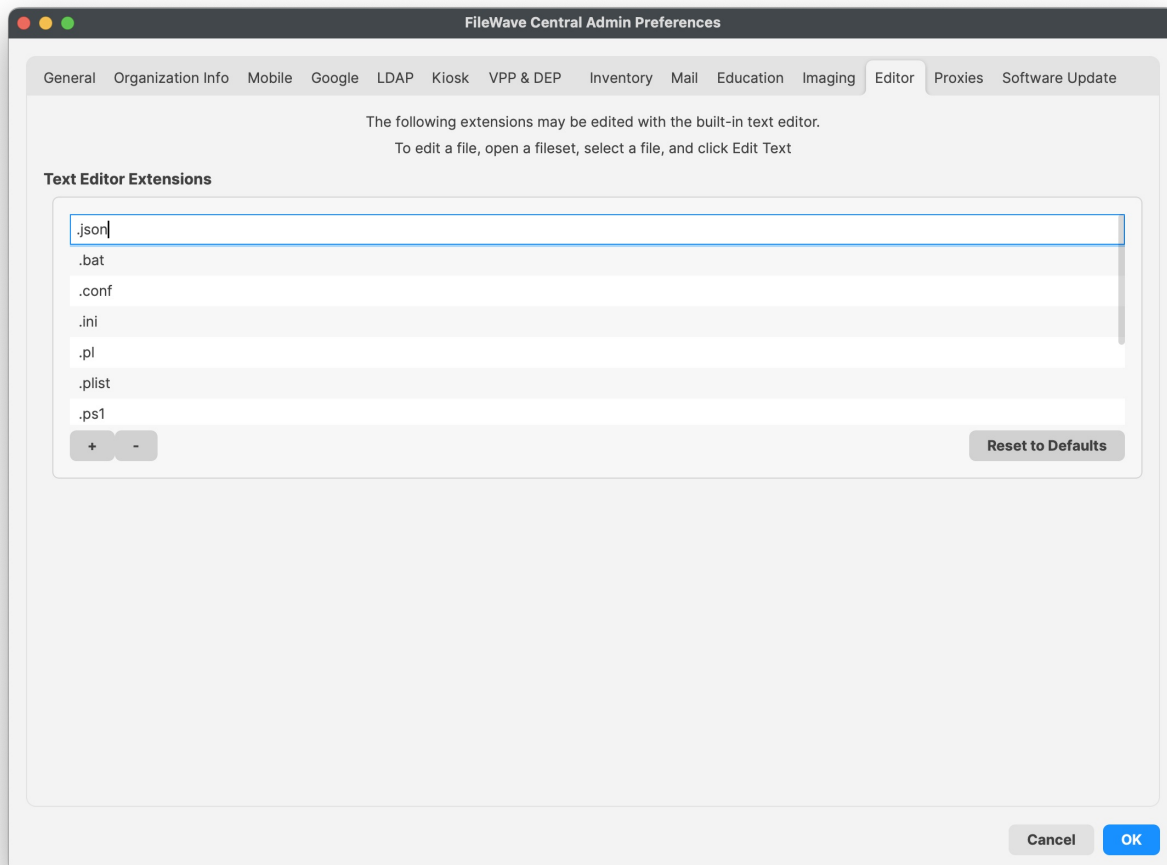 FileWave Central Admin Preferences
General Organization Info Mobile Google LDAP Kiosk VPP & DEP Inventory Mail Education Imaging Editor Proxies Software Update
The following extensions may be edited with the built-in text editor.
To edit a file, open a fileset, select a file, and click Edit Text
Text Editor Extensions
.json
.bat
.conf
.ini
.pl
.plist
.ps1
+ - Reset to Defaults
Cancel OK